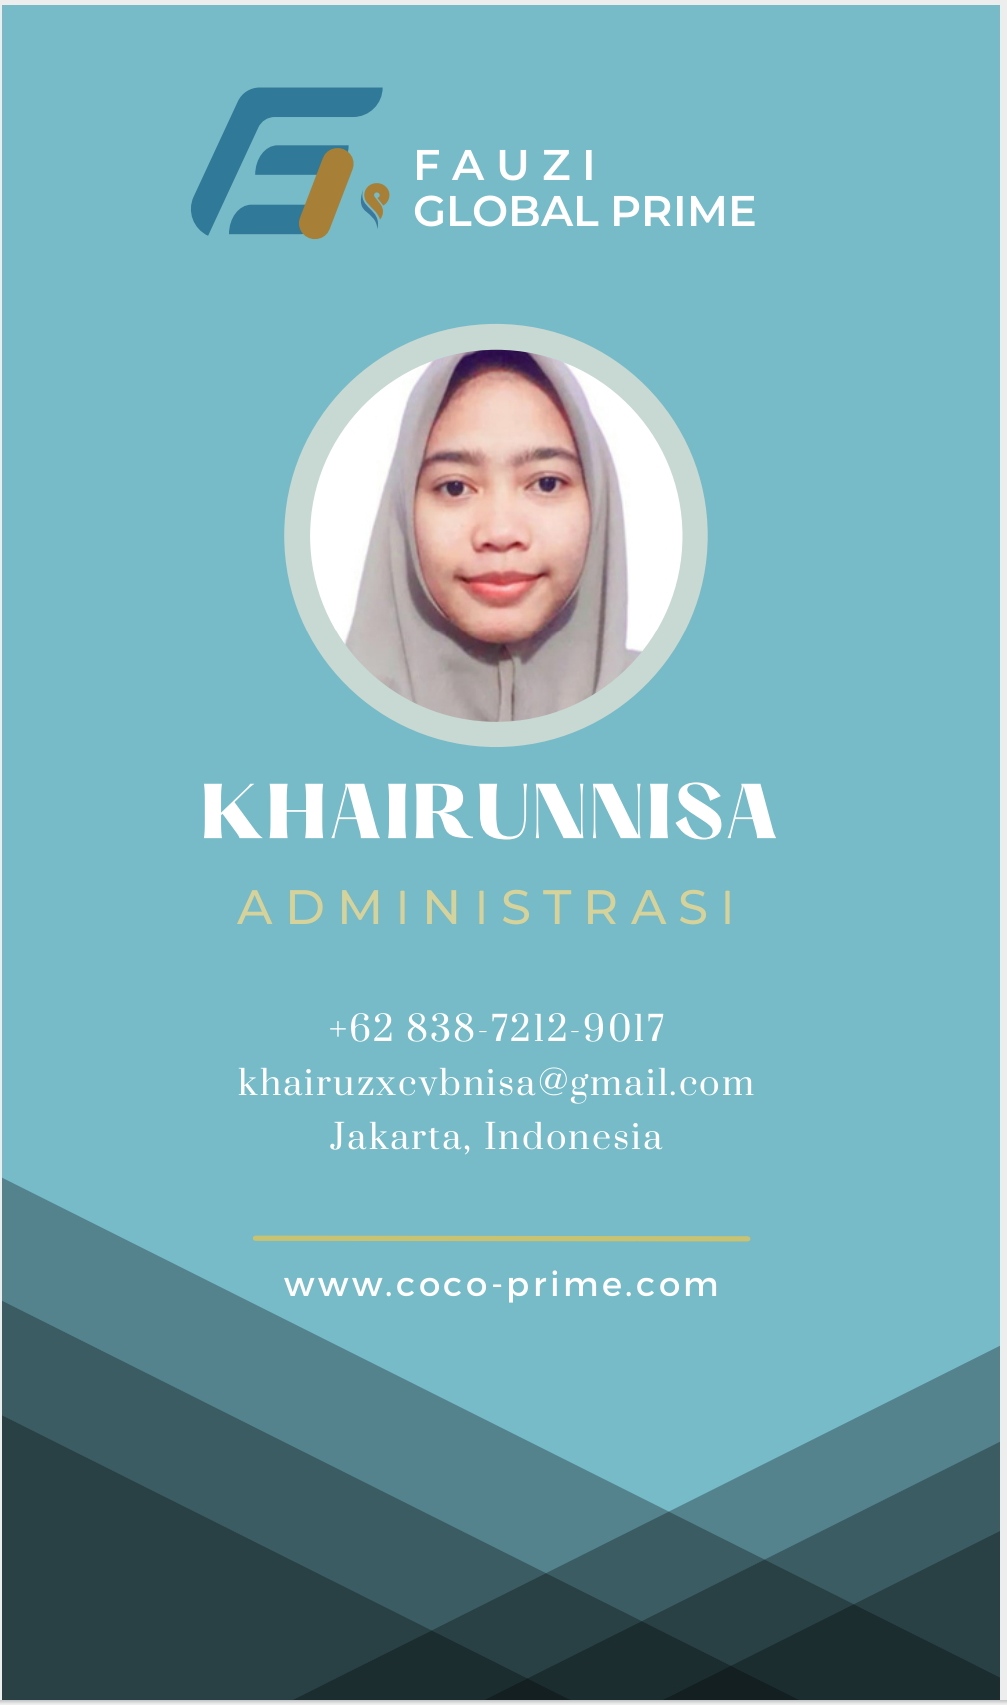 FAUZI
GLOBAL PRIME
KHAIRUNNISA
ADMINISTRASI
+62 838-7212-9017
khairuzxcvbnisa@gmail.com
Jakarta, Indonesia
www.coco-prime.com